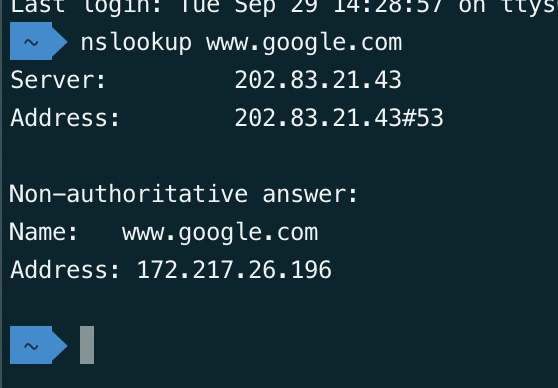 Last login: Tue Sep 29 14:28:57 on ttys
~ nslookup www.google.com
Server: 202.83.21.43
Address: 202.83.21.43#53
Non-authoritative answer:
Name: www.google.com
Address: 172.217.26.196
~